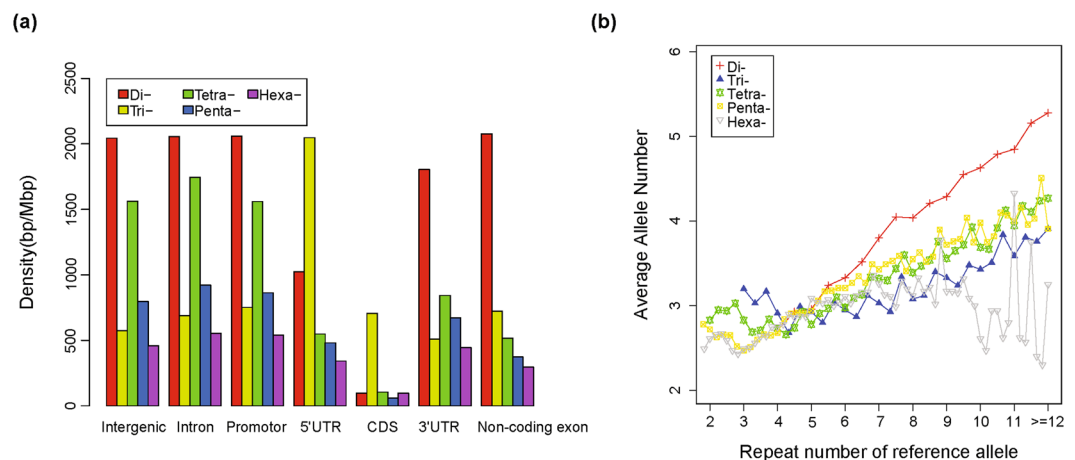 (a)
Density(bp/Mbp)
2500
2000
1500
1000
500
0
Di− Tetra− Hexa−
Tri− Penta−
Intergenic Intron Promotor 5'UTR CDS 3'UTR Non-coding exon
(b)
Average Allele Number
6
5
4
3
2
Di-
Tri-
Tetra-
Penta-
Hexa-
2 3 4 5 6 7 8 9 10 11 >=12
Repeat number of reference allele